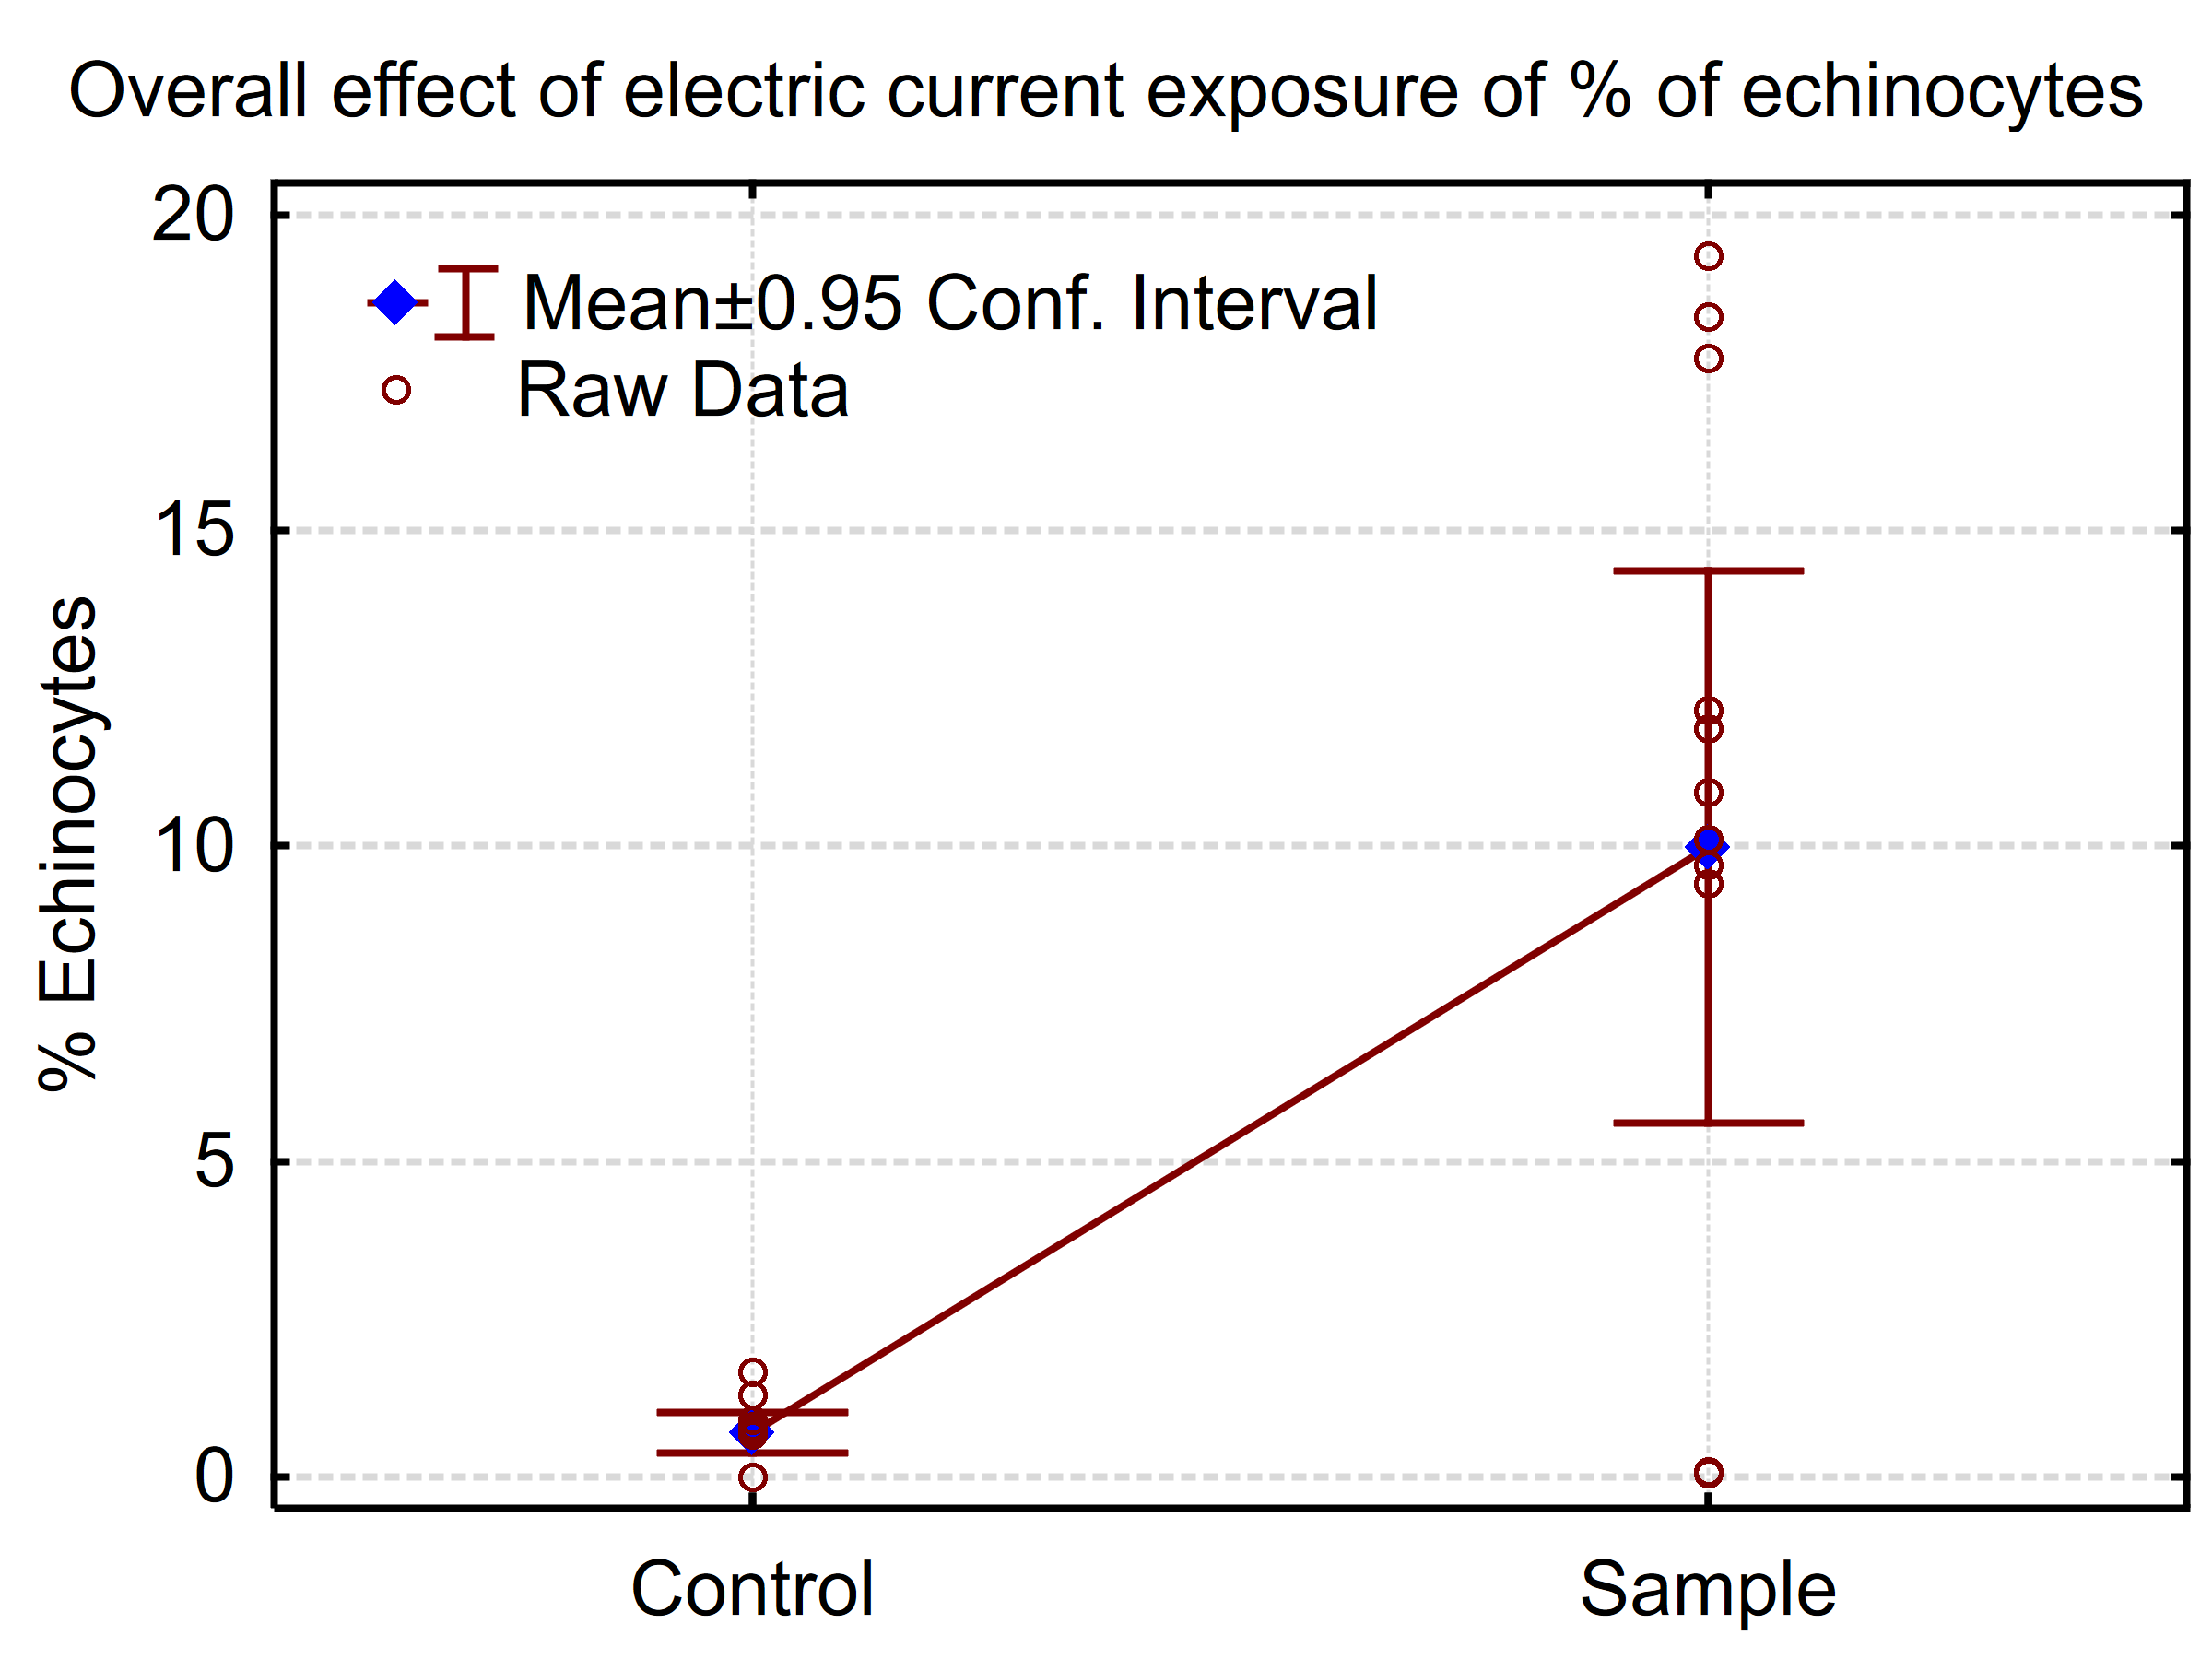 Overall effect of electric current exposure of % of echinocytes
20
Mean±0.95 Conf. Interval
Raw Data
15
% Echinocytes
10
5
0
Control
Sample